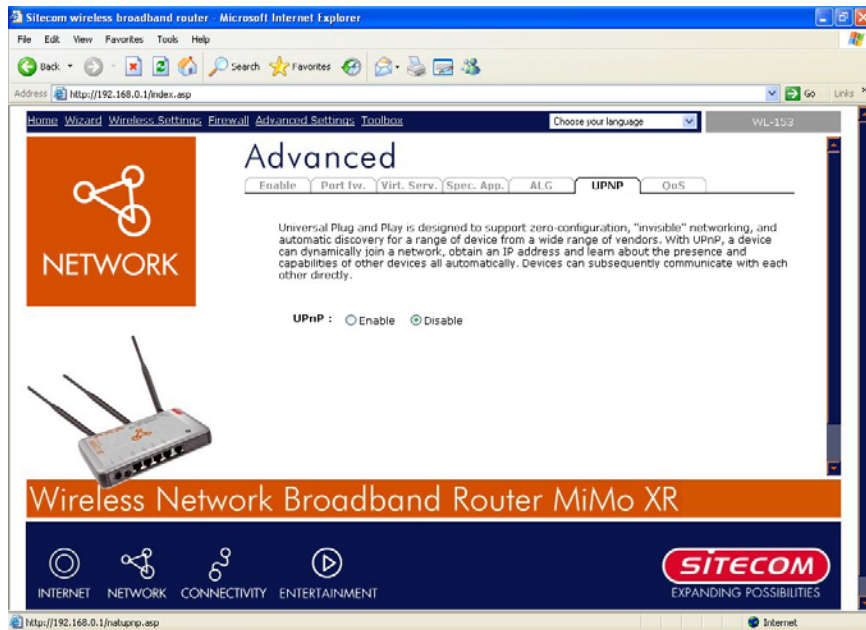 Sitecom wireless broadband router - Microsoft Internet Explorer
File Edit View Favorites Tools Help
Back Search Favorites
Address http://192.168.0.1/index.asp Go Links
Home Wizard Wireless Settings Firewall Advanced Settings Toolbox Choose your language WL-153
Advanced
Enable Port fw. Virt. Serv. Spec. App. ALG UPNP QoS
NETWORK
Universal Plug and Play is designed to support zero-configuration, "invisible" networking, and
automatic discovery for a range of device from a wide range of vendors. With UPnP, a device
can dynamically join a network, obtain an IP address and learn about the presence and
capabilities of other devices all automatically. Devices can subsequently communicate with each
other directly.
UPnP : Enable Disable
Wireless Network Broadband Router MiMo XR
INTERNET NETWORK CONNECTIVITY ENTERTAINMENT
SITECOM
EXPANDING POSSIBILITIES
http://192.168.0.1/natupnp.asp Internet